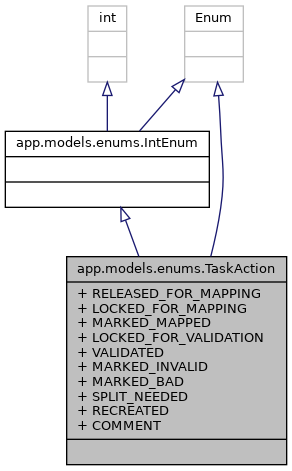 int
Enum
app.models.enums.IntEnum
app.models.enums.TaskAction
+ RELEASED_FOR_MAPPING
+ LOCKED_FOR_MAPPING
+ MARKED_MAPPED
+ LOCKED_FOR_VALIDATION
+ VALIDATED
+ MARKED_INVALID
+ MARKED_BAD
+ SPLIT_NEEDED
+ RECREATED
+ COMMENT